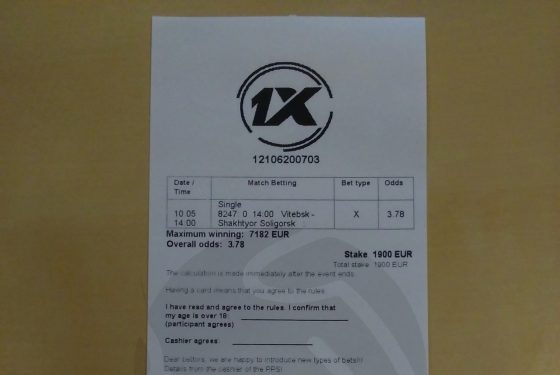 1X
12106200703
Date / Time Match Betting Bet type Odds
Single
10.05 8247 0 14:00 Vitebsk - X 3.78
14:00 Shakhtyor Soligorsk
Maximum winning: 7182 EUR
Overall odds: 3.78
Stake 1900 EUR
Total stake 1900 EUR
The calculation is made immediately after the event ends
Having a card means that you agree to the rules
I have read and agree to the rules. I confirm that
my age is over 18
(participant agrees)
Cashier agrees:
Dear bettors, we are happy to introduce new types of bets!!!
Details from the cashier of the PPS!